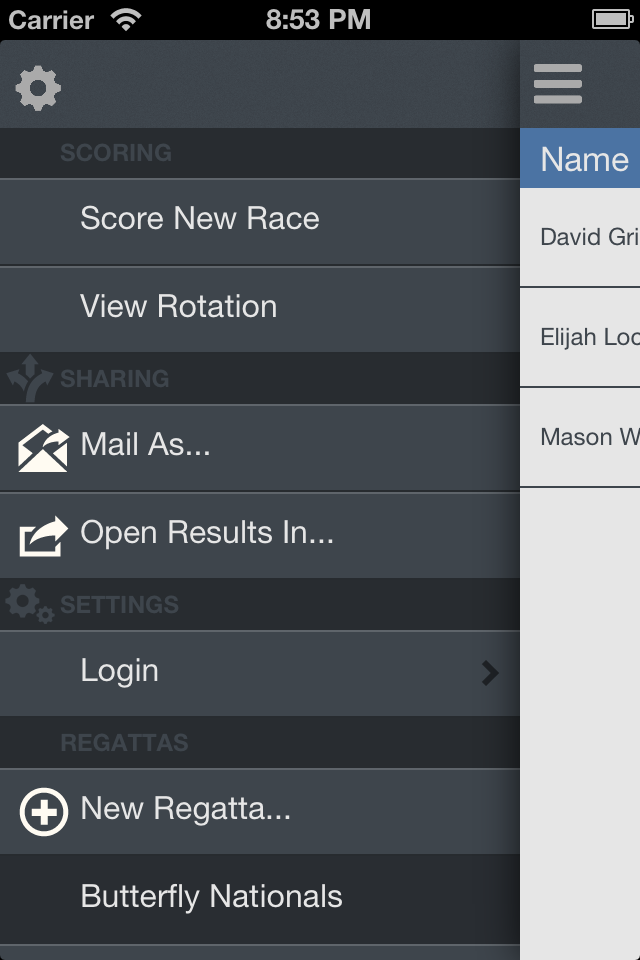 Carrier 8:53 PM
SCORING
Score New Race
View Rotation
SHARING
Mail As...
Open Results In...
SETTINGS
Login
REGATTAS
New Regatta...
Butterfly Nationals
Name
David Gri
Elijah Loc
Mason W